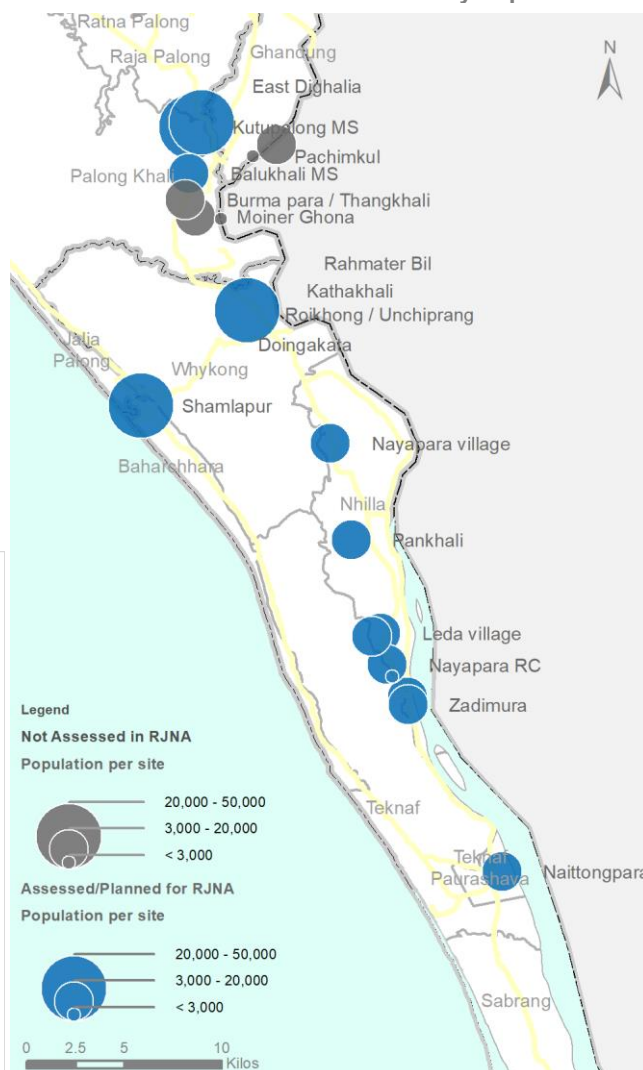 Ratna Palong
Raja Palong
Ghandung
N
East Djghalia
Kutupalong MS
Pachimkul
Palong Khali
Balukhali MS
Burma para / Thangkhali
Moiner Ghona
Rahmater Bil
Kathakhali
Roikhong / Unchiprang
Jalia
Palong
Doingakata
Whykong
Shamlapur
Nayapara village
Baharchhara
Nhilla
Pankhali
Leda village
Nayapara RC
Zadimura
Legend
Not Assessed in RJNA
Population per site
20,000 - 50,000
3,000 - 20,000
< 3,000
Teknaf
Teknaf
Paurashava
Naittongpara
Assessed/Planned for RJNA
Population per site
20,000 - 50,000
3,000 - 20,000
< 3,000
Sabrang
0 2.5 5 10
Kilos